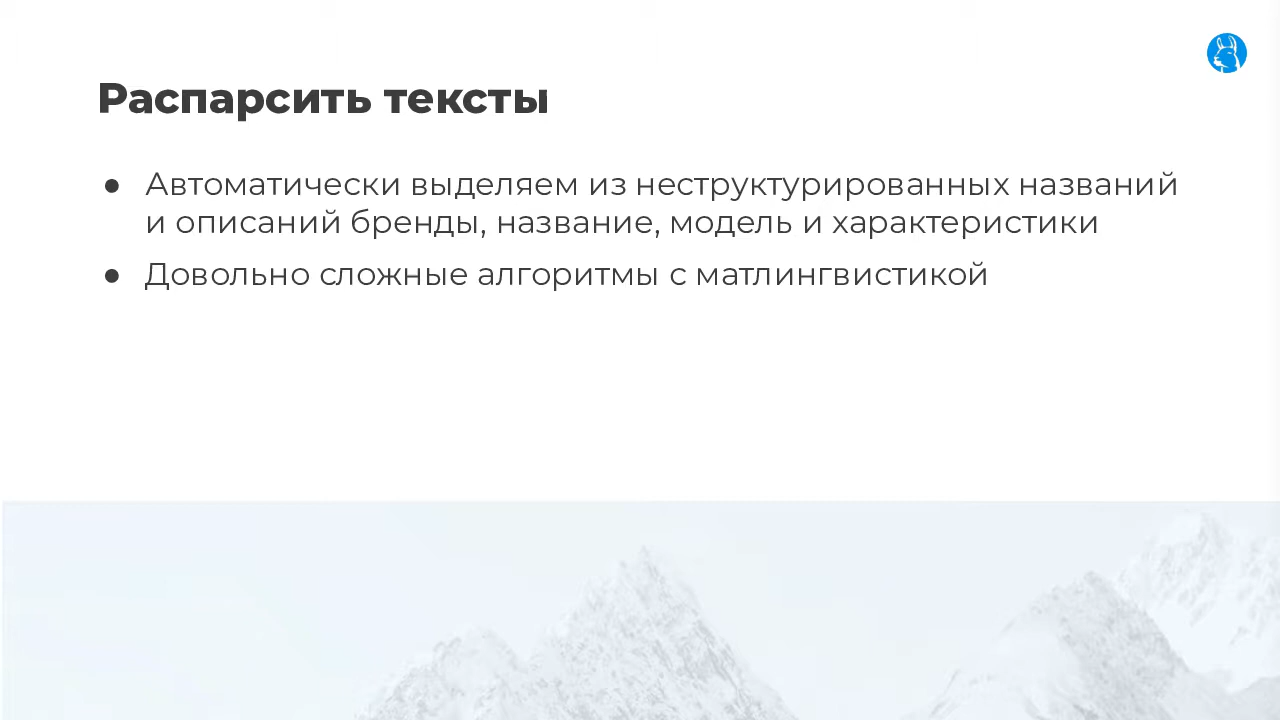 Распарсить тексты
● Автоматически выделяем из неструктурированных названий
и описаний бренды, название, модель и характеристики
● Довольно сложные алгоритмы с матлингвистикой